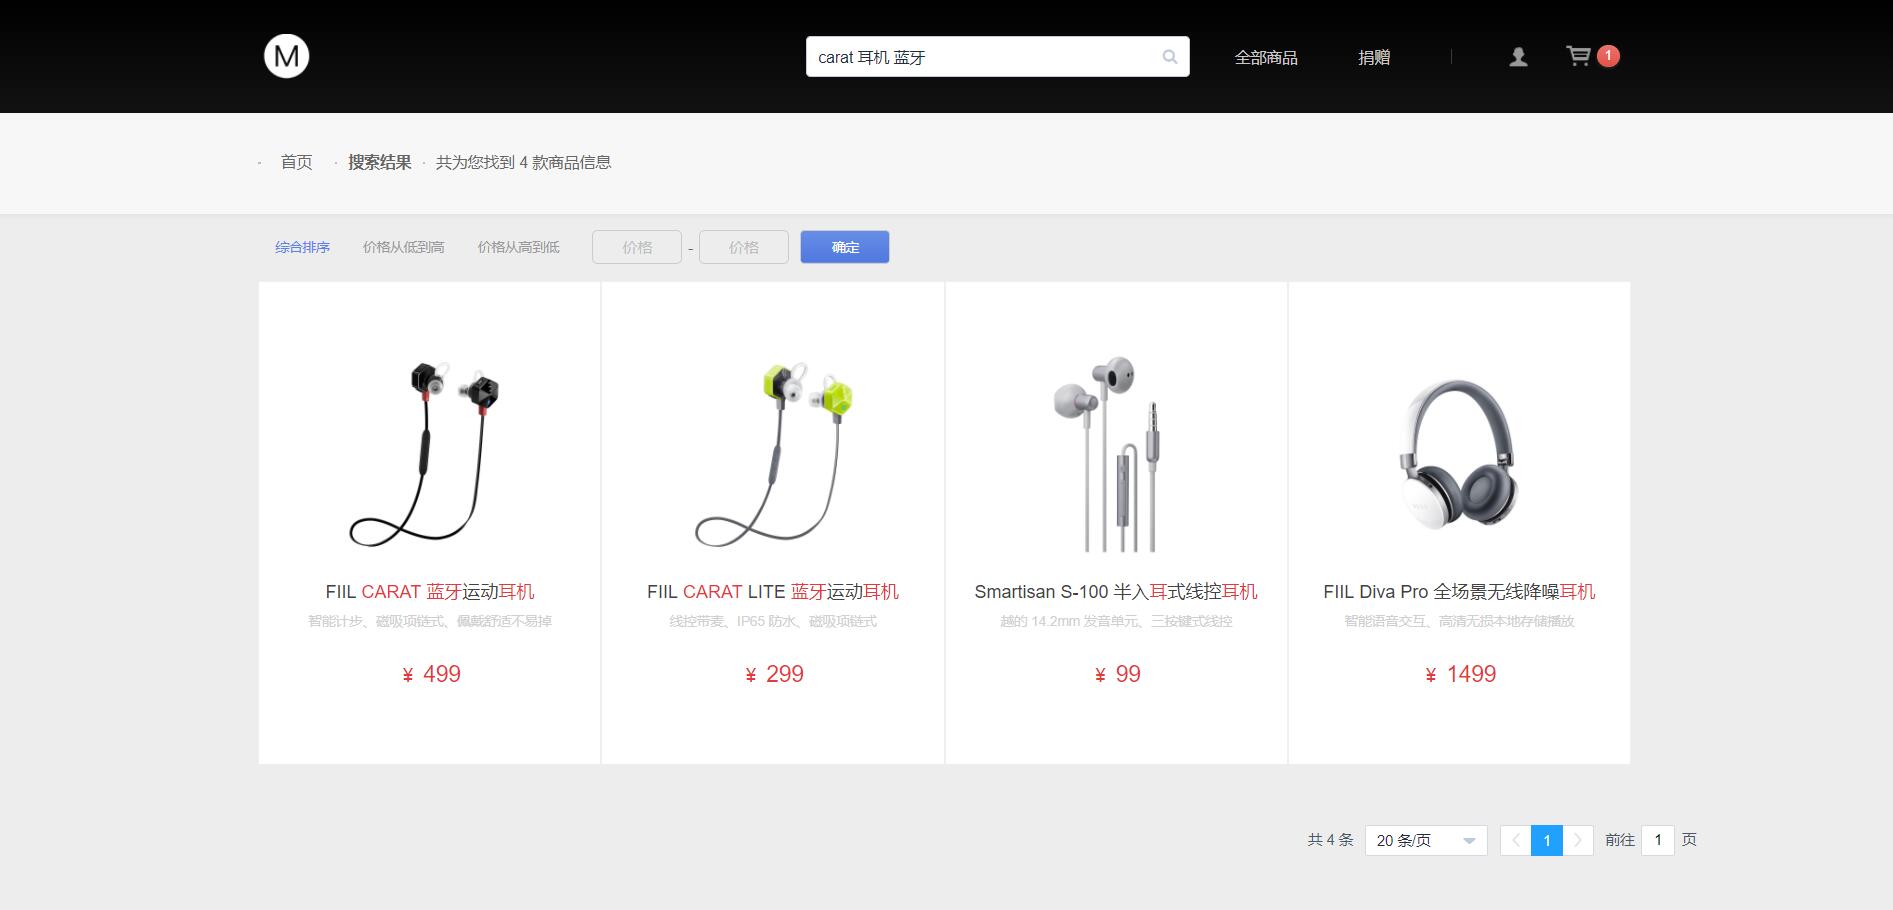 M
carat 耳机 蓝牙
全部商品
捐赠
1
首页 · 搜索结果 · 共为您找到 4 款商品信息
综合排序 价格从低到高 价格从高到低 价格 - 价格 确定
FIIL CARAT 蓝牙运动耳机
智能计步、磁吸项链式、佩戴舒适不易掉
¥ 499
FIIL CARAT LITE 蓝牙运动耳机
线控带麦、IP65 防水、磁吸项链式
¥ 299
Smartisan S-100 半入耳式线控耳机
越的 14.2mm 发音单元、三按键式线控
¥ 99
FIIL Diva Pro 全场景无线降噪耳机
智能语音交互、高清无损本地存储播放
¥ 1499
共 4 条 20 条/页 1 前往 1 页